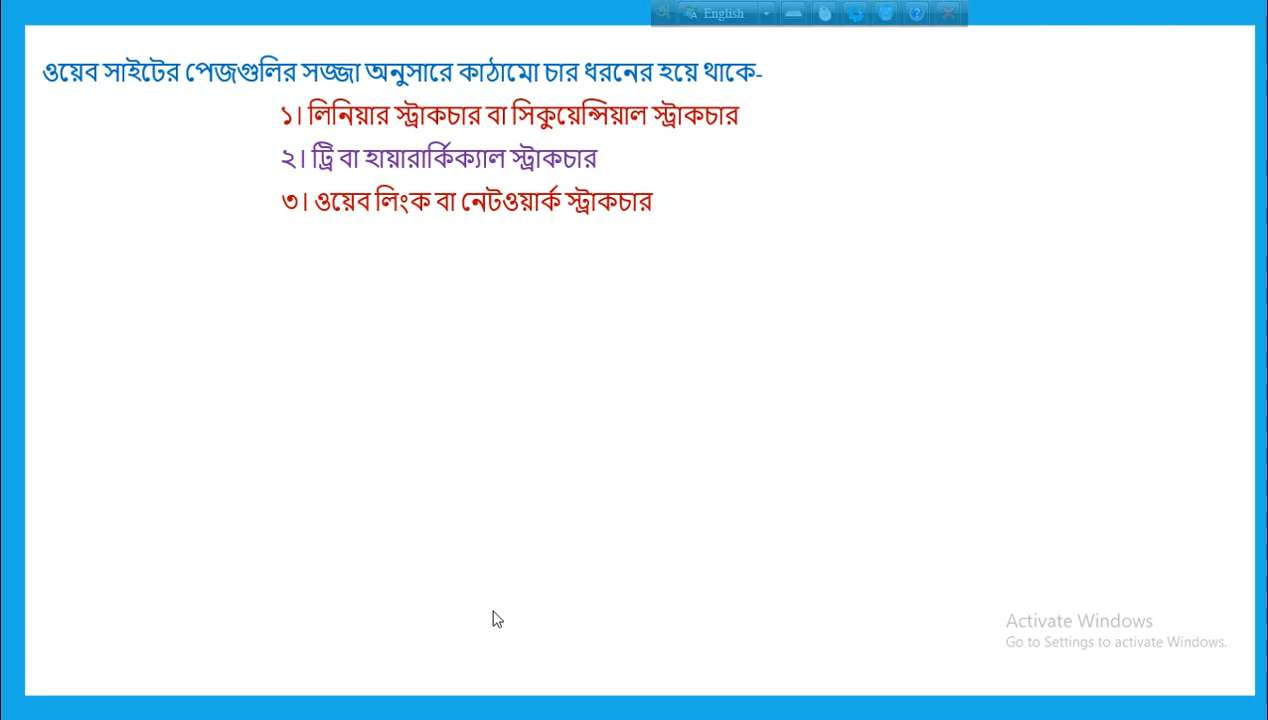 English
ওয়েব সাইটের পেজগুলির সজ্জা অনুসারে কাঠামো চার ধরনের হয়ে থাকে-
১। লিনিয়ার স্ট্রাকচার বা সিকুয়েন্সিয়াল স্ট্রাকচার
২। ট্রি বা হায়ারার্কিক্যাল স্ট্রাকচার
৩। ওয়েব লিংক বা নেটওয়ার্ক স্ট্রাকচার
Activate Windows
Go to Settings to activate Windows.